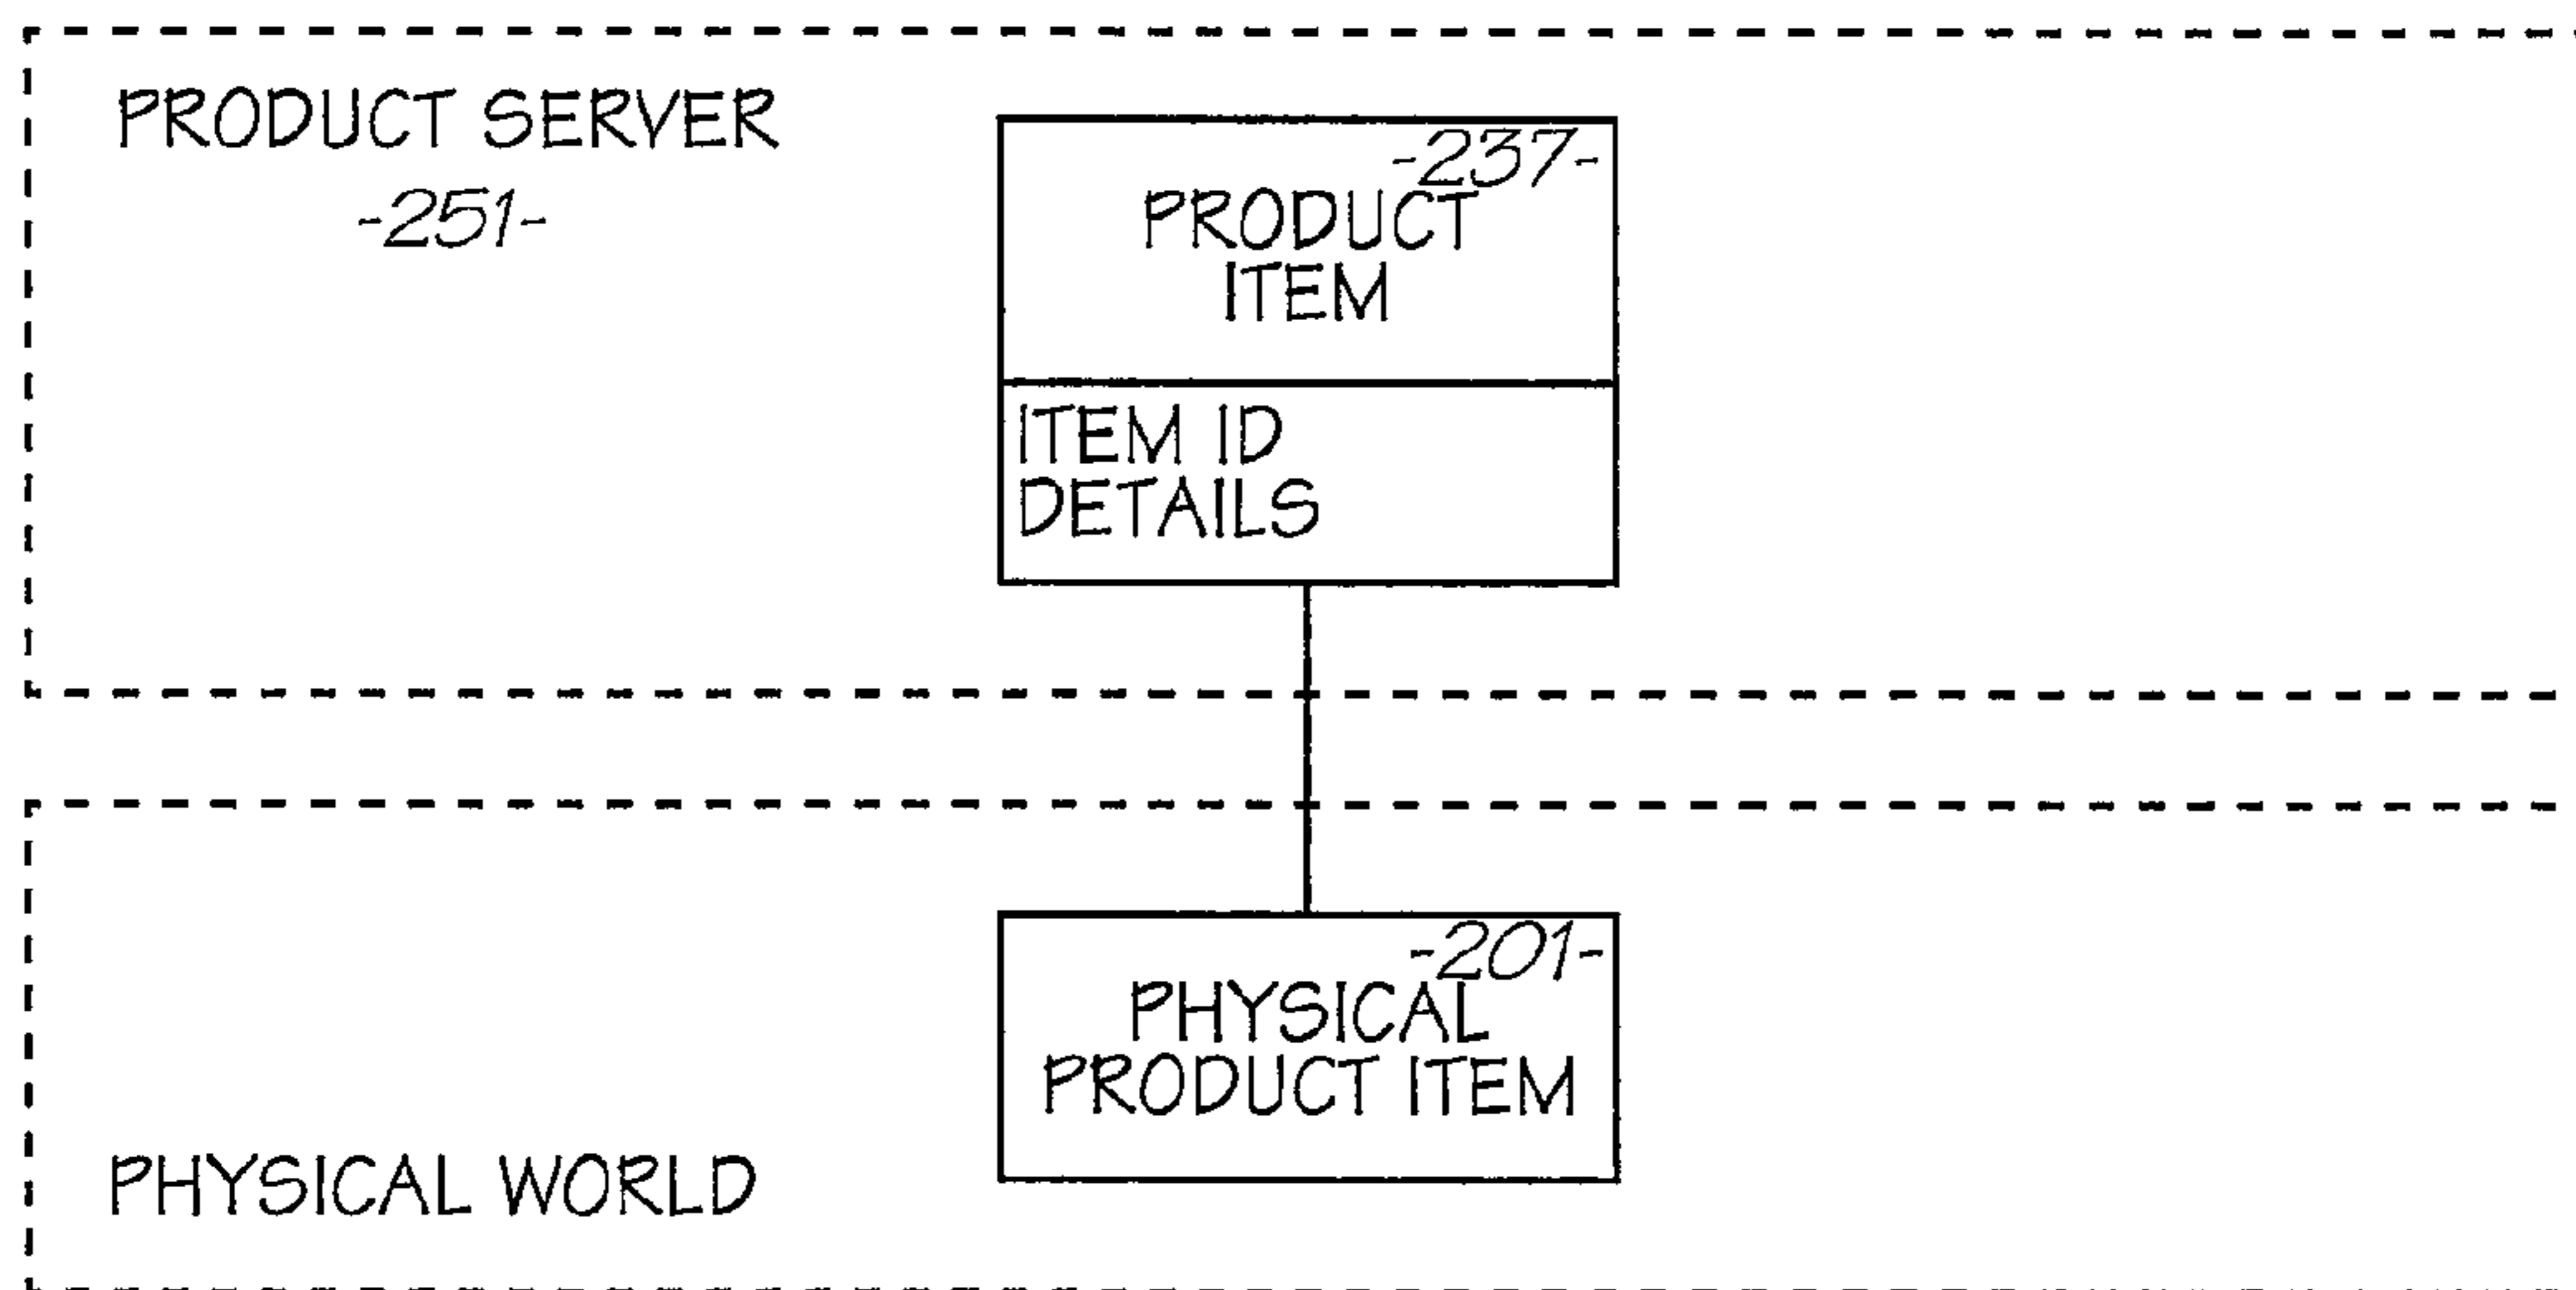 PRODUCT SERVER
-251-
-237-
PRODUCT
ITEM
ITEM ID
DETAILS
-201-
PHYSICAL
PRODUCT ITEM
PHYSICAL WORLD